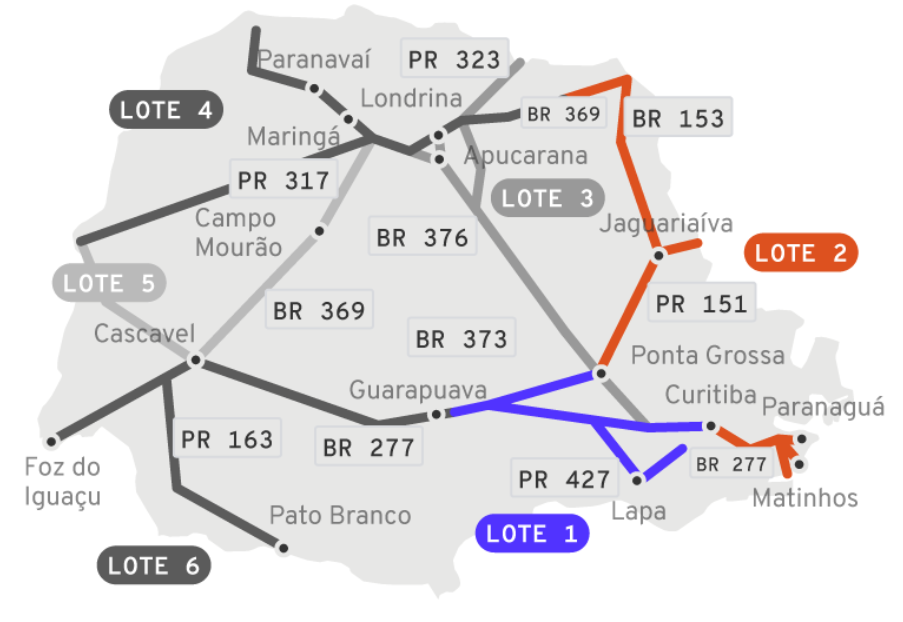 Paranavaí
PR 323
LOTE 4
Londrina
BR 369
BR 153
Maringá
Apucarana
PR 317
LOTE 3
Campo
Mourão
BR 376
Jaguariaíva
LOTE 2
LOTE 5
BR 369
PR 151
Cascavel
BR 373
Ponta Grossa
Guarapuava
Curitiba
Paranaguá
PR 163
BR 277
BR 277
Foz do
Iguaçu
PR 427
Matinhos
Pato Branco
Lapa
LOTE 1
LOTE 6